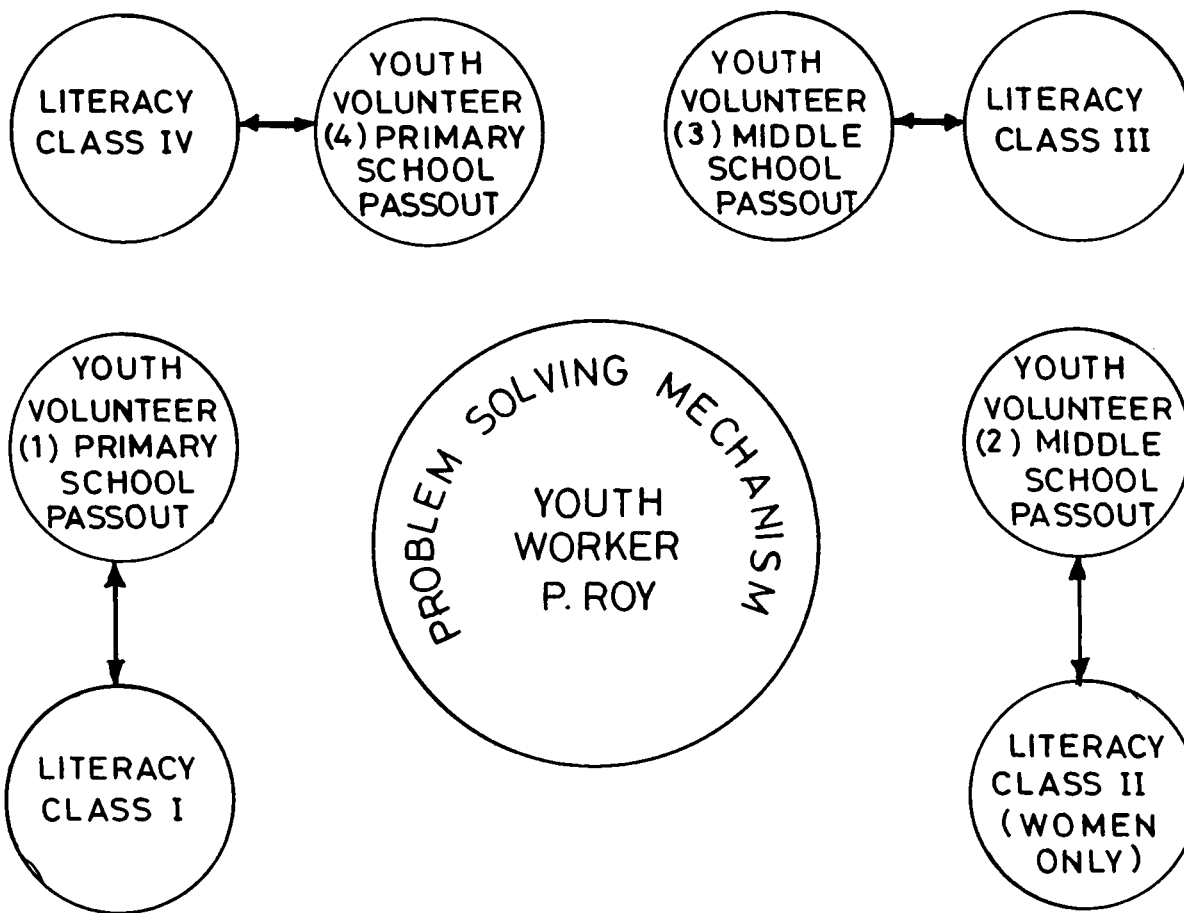 LITERACY
CLASS IV
YOUTH
VOLUNTEER
(4) PRIMARY
SCHOOL
PASSOUT
YOUTH
VOLUNTEER
(3) MIDDLE
SCHOOL
PASSOUT
LITERACY
CLASS III
YOUTH
VOLUNTEER
(1) PRIMARY
SCHOOL
PASSOUT
PROBLEM SOLVING MECHANISM
YOUTH
WORKER
P. ROY
YOUTH
VOLUNTEER
(2) MIDDLE
SCHOOL
PASSOUT
LITERACY
CLASS I
LITERACY
CLASS II
(WOMEN
ONLY)